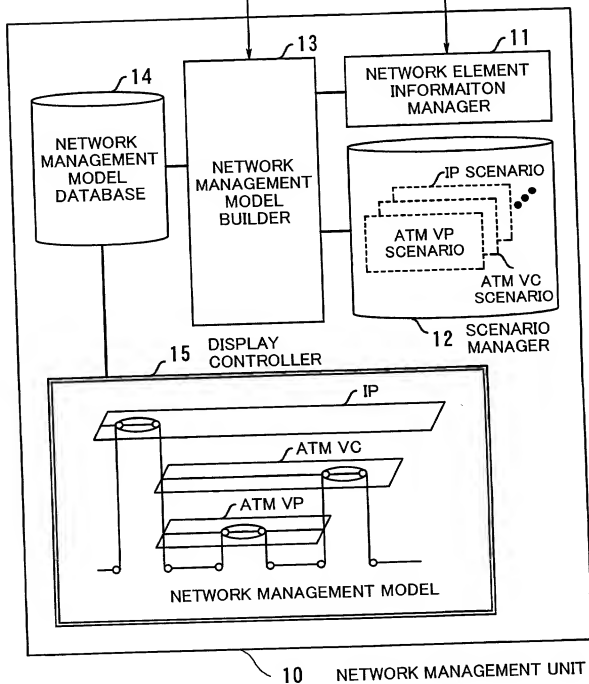 13
11
14
NETWORK ELEMENT
INFORMAITON
MANAGER
NETWORK
MANAGEMENT
MODEL
DATABASE
NETWORK
MANAGEMENT
MODEL
BUILDER
IP SCENARIO
ATM VP
SCENARIO
ATM VC
SCENARIO
12 SCENARIO
MANAGER
15 DISPLAY
CONTROLLER
IP
ATM VC
ATM VP
NETWORK MANAGEMENT MODEL
10 NETWORK MANAGEMENT UNIT